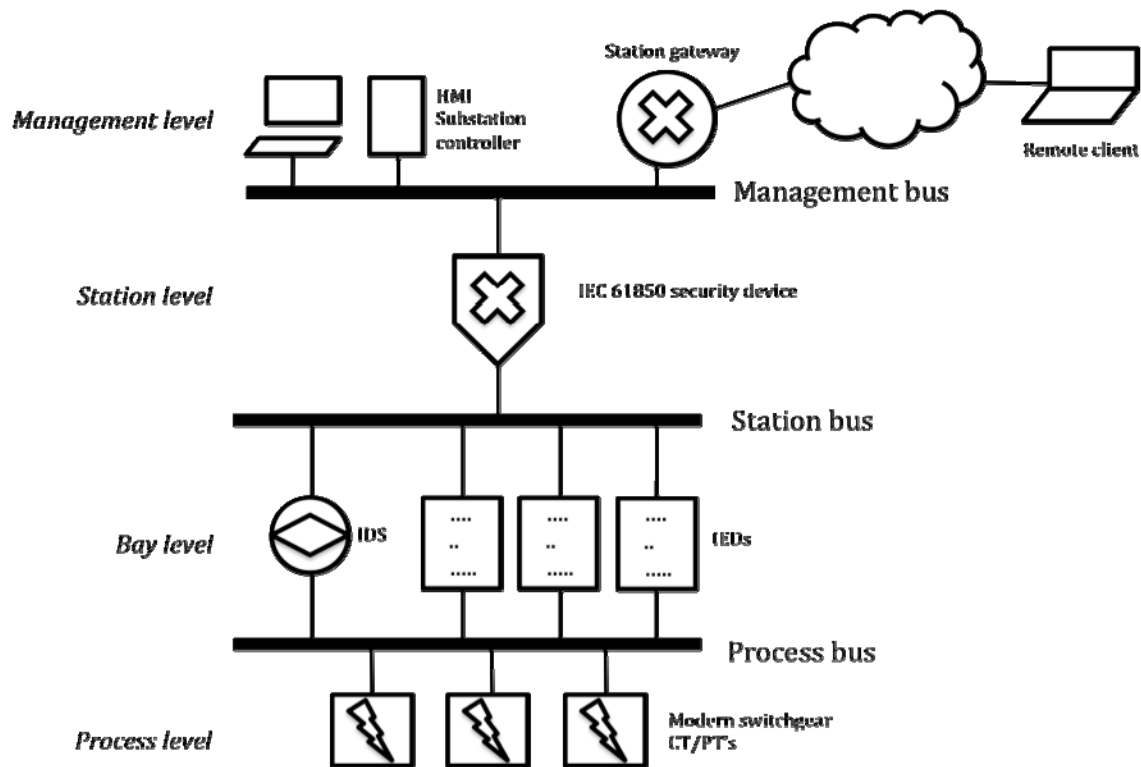 Station gateway
HMI
Substation
controller
Management level
Remote client
Management bus
Station level
IEC 61850 security device
Station bus
Bay level
IDS
IEDs
Process bus
Modern switchgear
CT/PT's
Process level